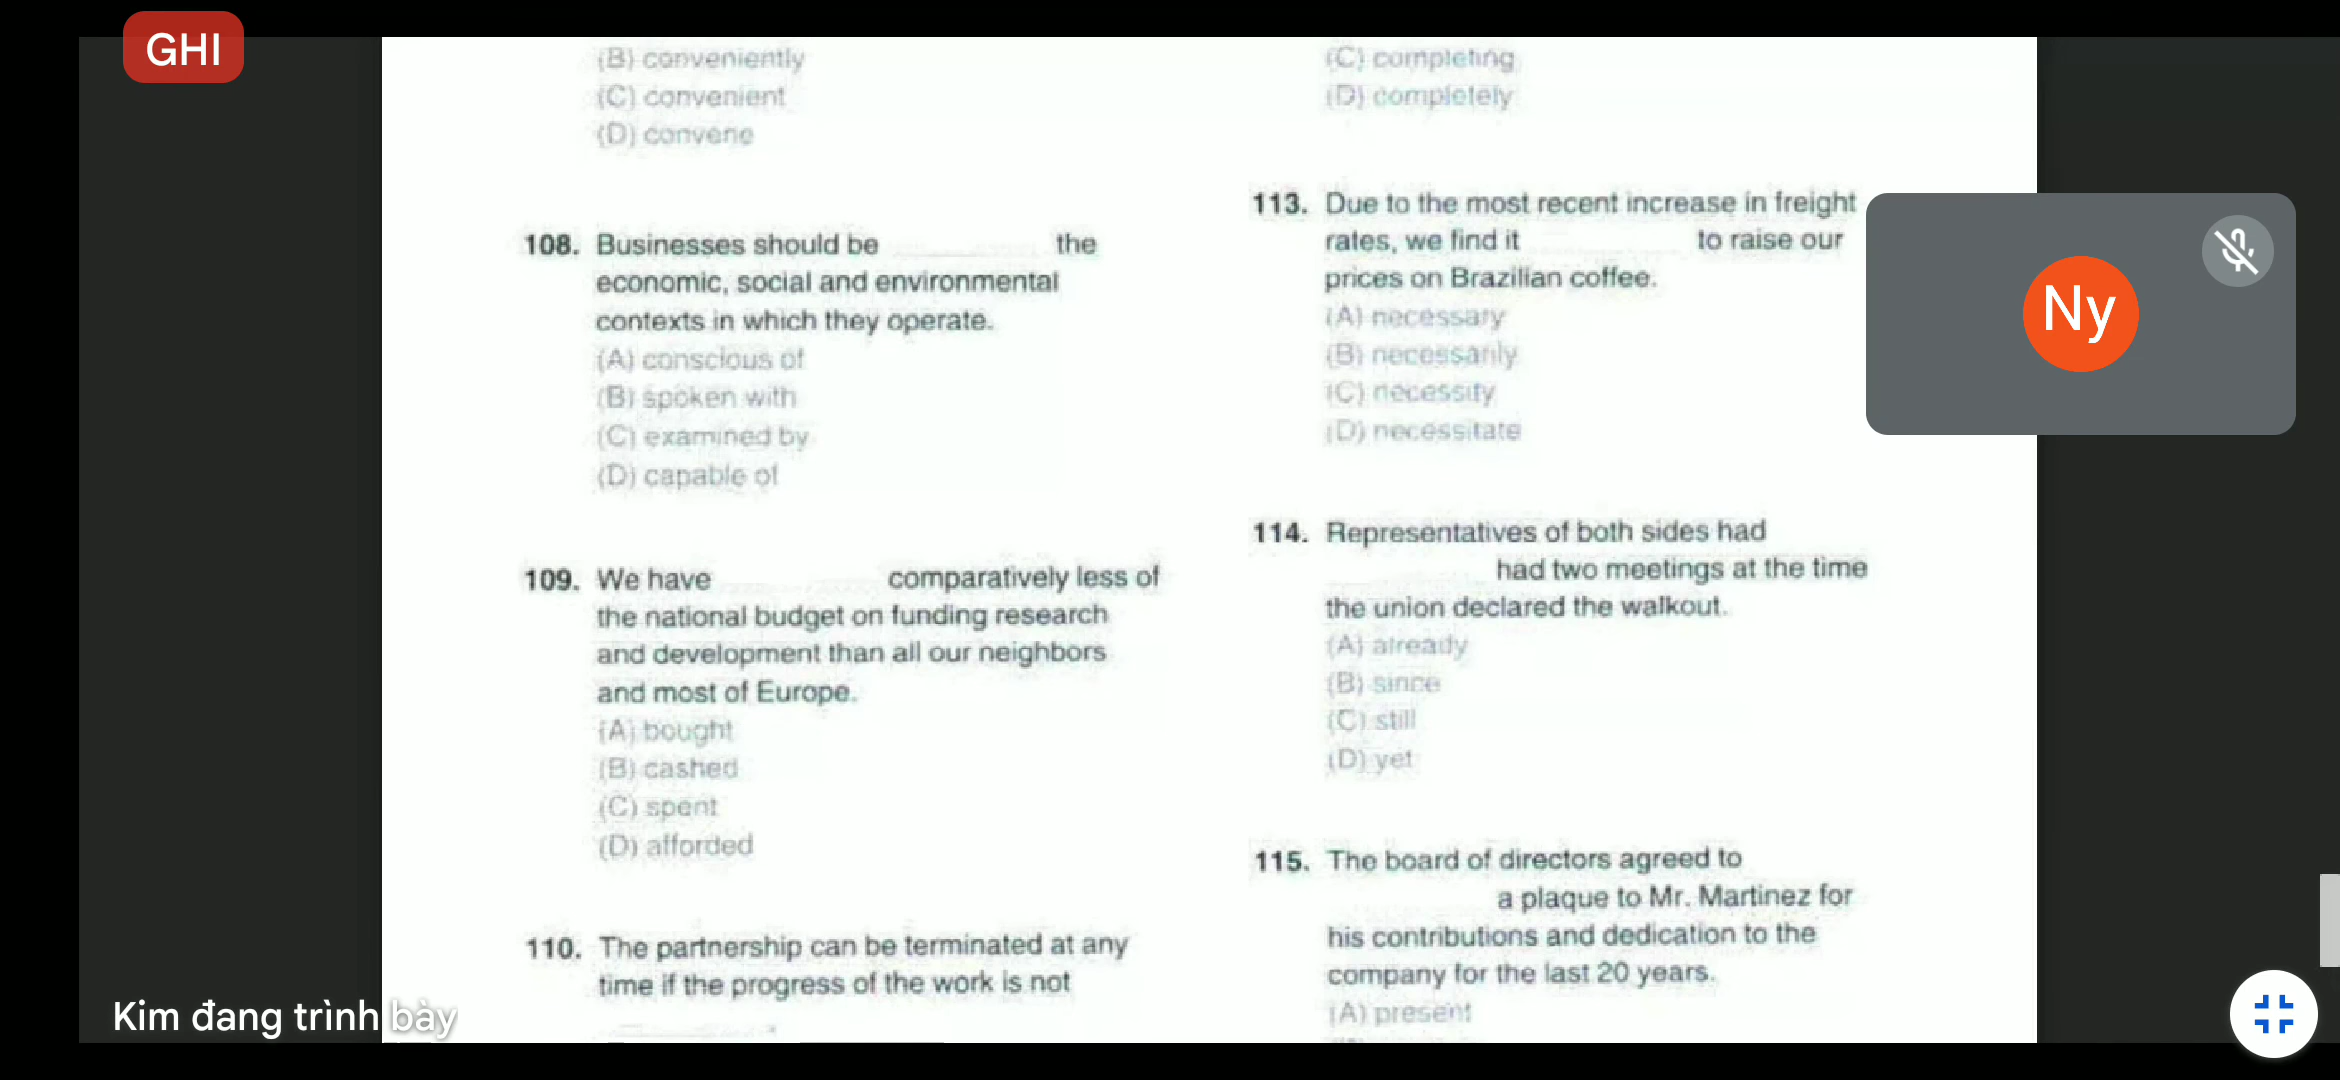 GHI
(B) conveniently
(C) convenient
(D) convene
108. Businesses should be ________ the
economic, social and environmental
contexts in which they operate.
(A) conscious of
(B) spoken with
(C) examined by
(D) capable of
109. We have ________ comparatively less of
the national budget on funding research
and development than all our neighbors
and most of Europe.
(A) bought
(B) cashed
(C) spent
(D) afforded
110. The partnership can be terminated at any
time if the progress of the work is not
________.
(C) completing
(D) completely
113. Due to the most recent increase in freight
rates, we find it ________ to raise our
prices on Brazilian coffee.
(A) necessary
(B) necessarily
(C) necessity
(D) necessitate
114. Representatives of both sides had
________ had two meetings at the time
the union declared the walkout.
(A) already
(B) since
(C) still
(D) yet
115. The board of directors agreed to
________ a plaque to Mr. Martinez for
his contributions and dedication to the
company for the last 20 years.
(A) present
Ny
Kim đang trình bày